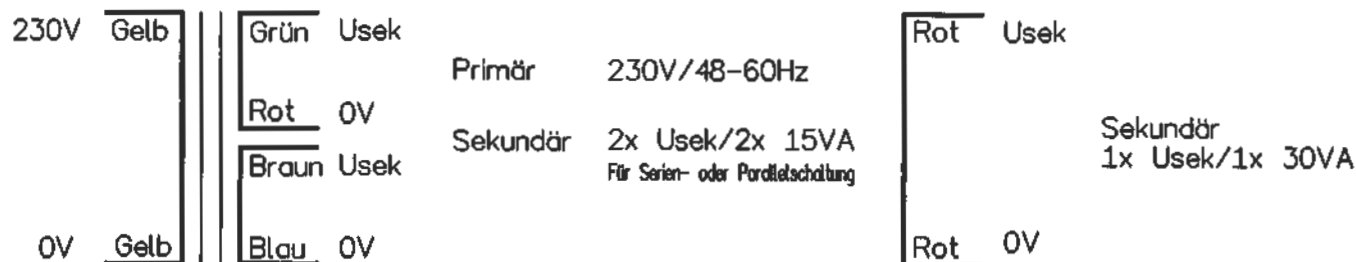 230V Gelb Grün Usek
Rot Usek
Primär 230V/48-60Hz
Rot 0V
Sekundär 2x Usek/2x 15VA
Sekundär
1x Usek/1x 30VA
Braun Usek
Für Serien- oder Parallelschaltung
0V Gelb Blau 0V
Rot 0V